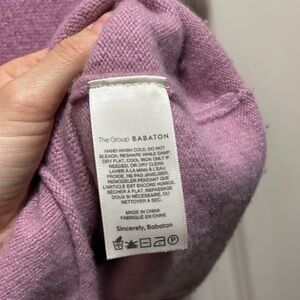 The Group BABATON
HAND WASH COLD, DO NOT
BLEACH, RESHAPE WHILE DAMP,
DRY FLAT, COOL IRON ONLY IF
NEEDED, OR DRY CLEAN.
LAVER À LA MAIN À L'EAU
FROIDE, NE PAS JAVELISER,
REMODELER PENDANT QUE
L'ARTICLE EST ENCORE HUMIDE,
SÉCHER À PLAT, REPASSAGE
DOUX SI NÉCESSAIRE, OU
NETTOYER À SEC.
MADE IN CHINA
FABRIQUÉ EN CHINE
Sincerely, Babaton